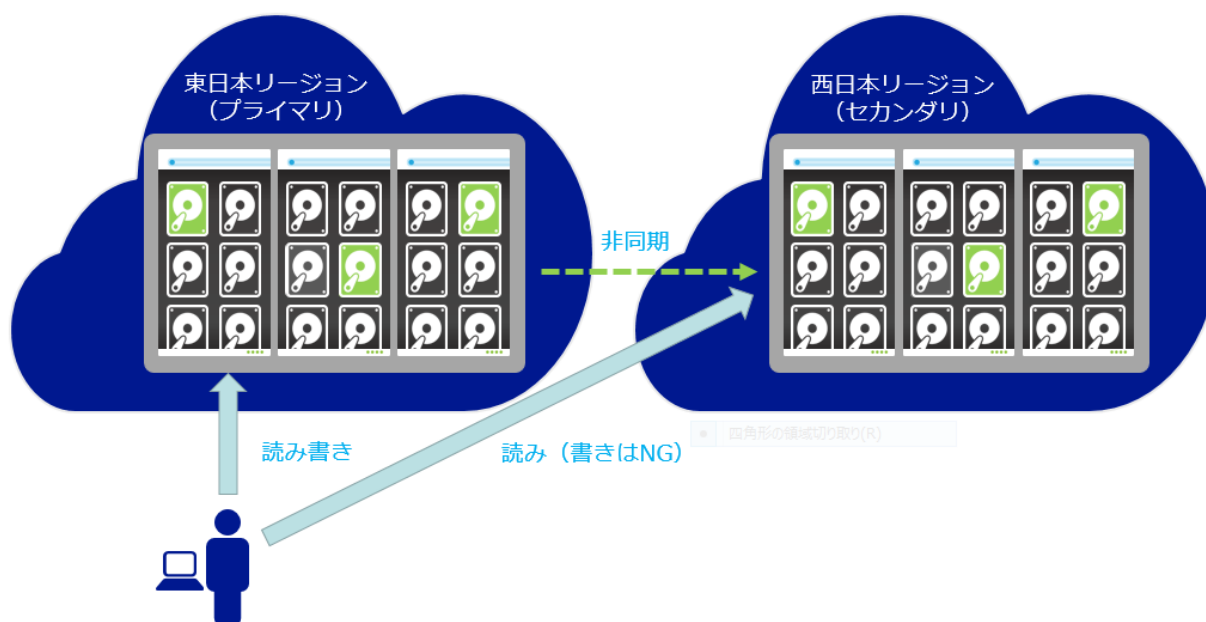 東日本リージョン
（プライマリ）
西日本リージョン
（セカンダリ）
非同期
読み書き
読み（書きはNG）
四角形の領域切り取り(R)